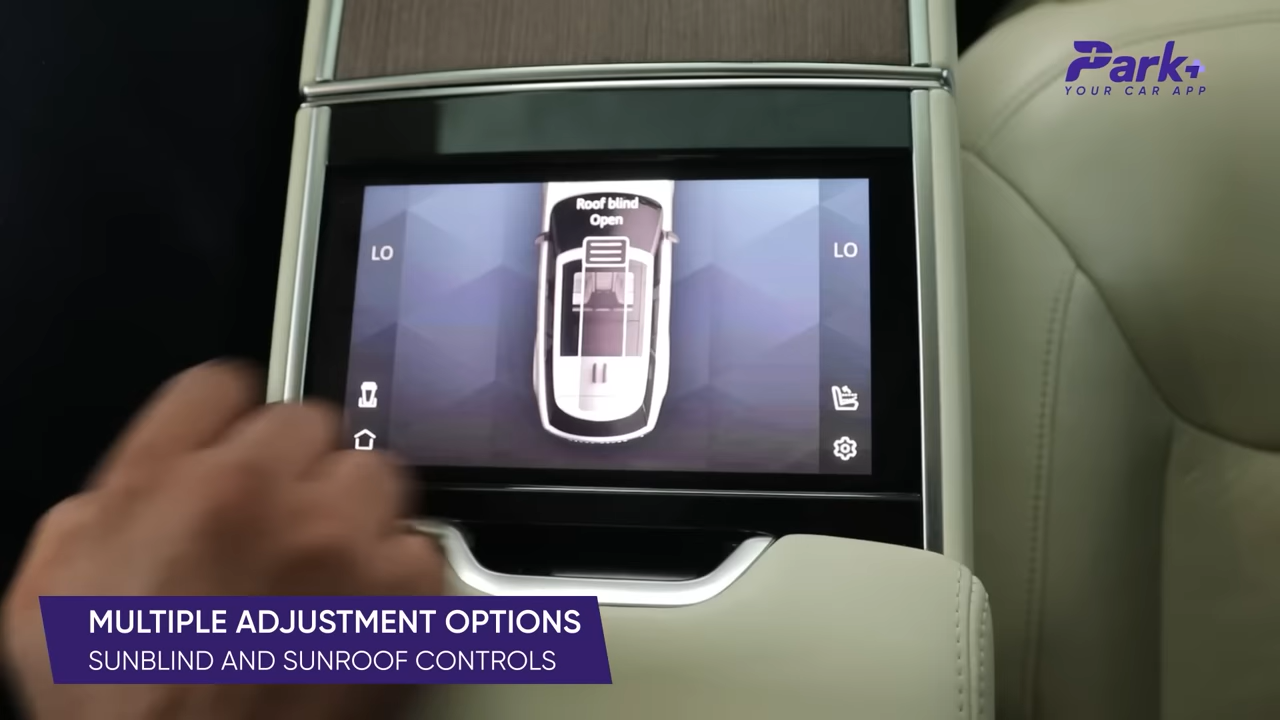 Park+
YOUR CAR APP
Roof blind
Open
LO
LO
MULTIPLE ADJUSTMENT OPTIONS
SUNBLIND AND SUNROOF CONTROLS